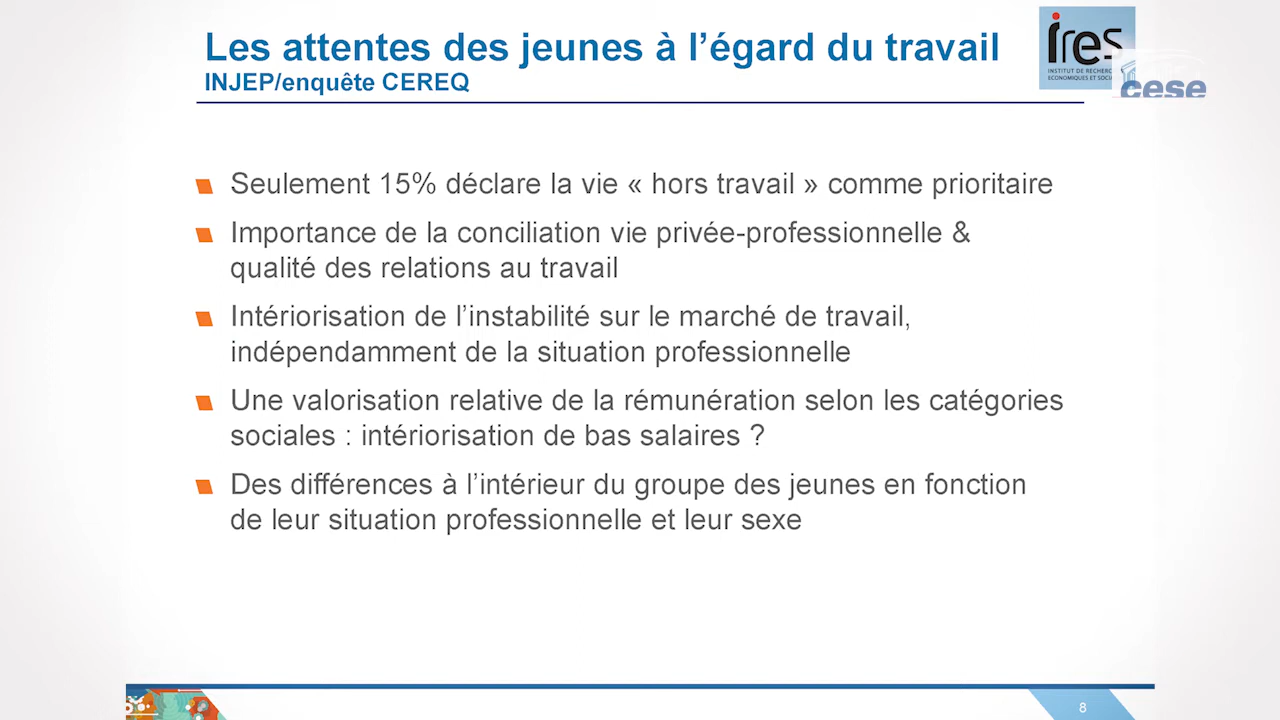 Les attentes des jeunes à l’égard du travail
INJEP/enquête CEREQ
ires
INSTITUT DE
ÉCONOMIQUES ET
cese
Seulement 15% déclare la vie « hors travail » comme prioritaire
Importance de la conciliation vie privée-professionnelle &
qualité des relations au travail
Intériorisation de l’instabilité sur le marché de travail,
indépendamment de la situation professionnelle
Une valorisation relative de la rémunération selon les catégories
sociales : intériorisation de bas salaires ?
Des différences à l’intérieur du groupe des jeunes en fonction
de leur situation professionnelle et leur sexe
8